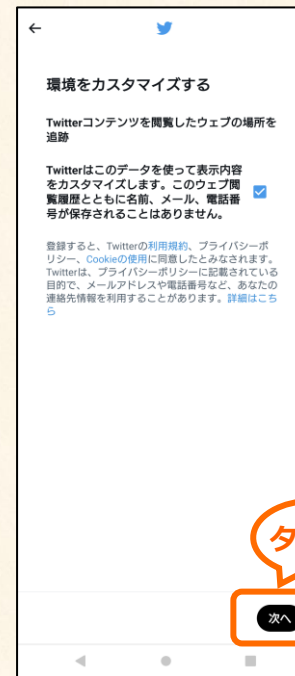 環境をカスタマイズする
Twitterコンテンツを閲覧したウェブの場所を
追跡
Twitterはこのデータを使って表示内容
をカスタマイズします。このウェブ閲
覧履歴とともに名前、メール、電話番
号が保存されることはありません。
登録すると、Twitterの利用規約、プライバシーポ
リシー、Cookieの使用に同意したとみなされます。
Twitterは、プライバシーポリシーに記載されている
目的で、メールアドレスや電話番号など、あなたの
連絡先情報を利用することがあります。詳細はこち
ら
タ
次へ